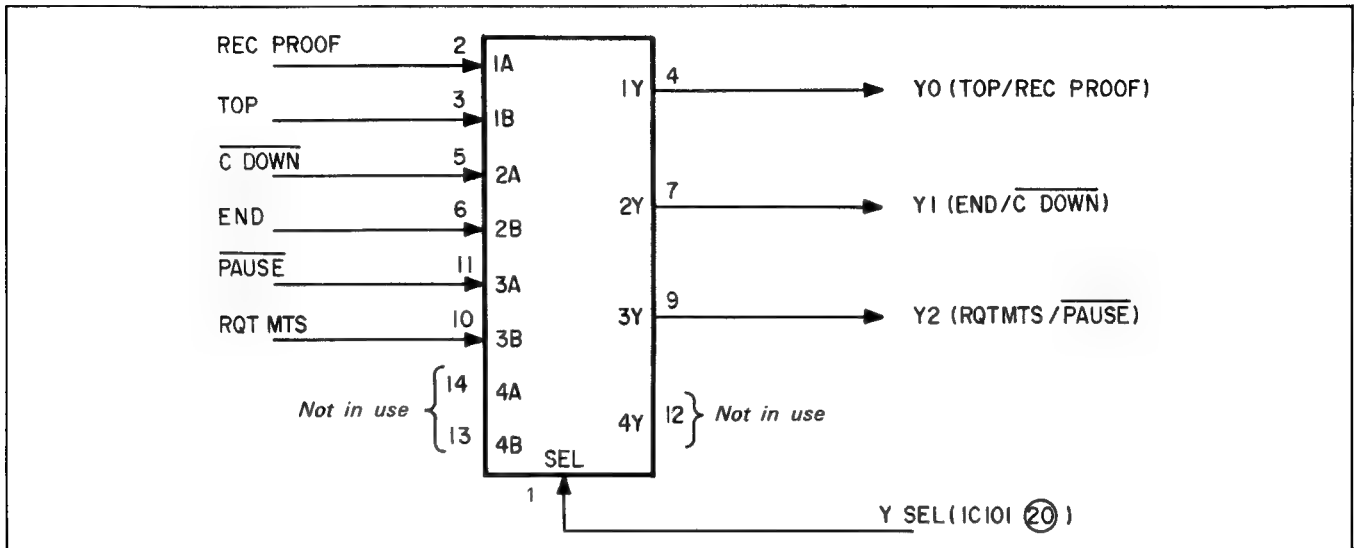 REC PROOF 2 1A
1Y 4 Y0 (TOP/REC PROOF)
TOP 3 1B
C DOWN 5 2A
2Y 7 Y1 (END/C DOWN)
END 6 2B
PAUSE 11 3A
3Y 9 Y2 (RQTMTS/PAUSE)
RQT MTS 10 3B
Not in use 14 4A
4Y 12 Not in use
13 4B
SEL
1
Y SEL (IC101 20)